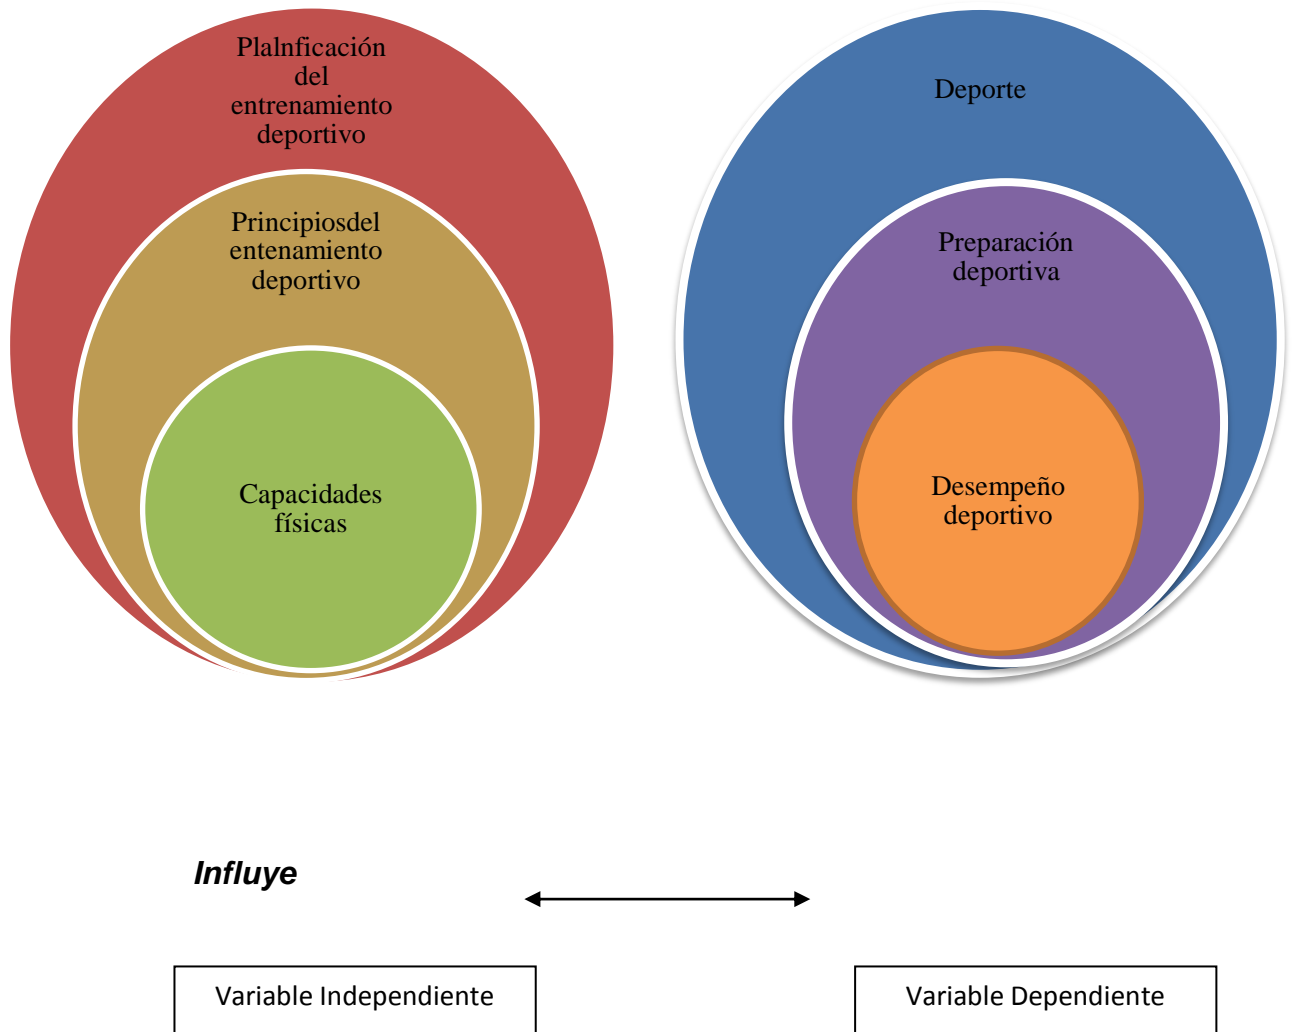 Plalnficación
del
entrenamiento
deportivo
Principiosdel
entenamiento
deportivo
Capacidades
físicas
Deporte
Preparación
deportiva
Desempeño
deportivo
Influye
Variable Independiente
Variable Dependiente